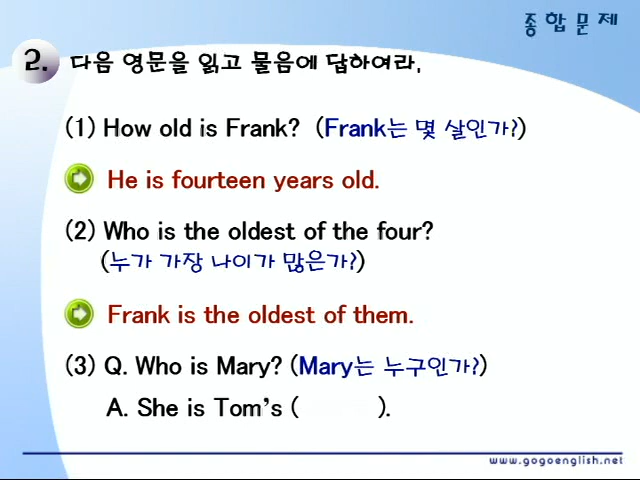 종합문제
2. 다음 영문을 읽고 물음에 답하여라.
(1) How old is Frank? (Frank는 몇 살인가?)
He is fourteen years old.
(2) Who is the oldest of the four?
(누가 가장 나이가 많은가?)
Frank is the oldest of them.
(3) Q. Who is Mary? (Mary는 누구인가?)
A. She is Tom's ( ).
www.gogoenglish.net